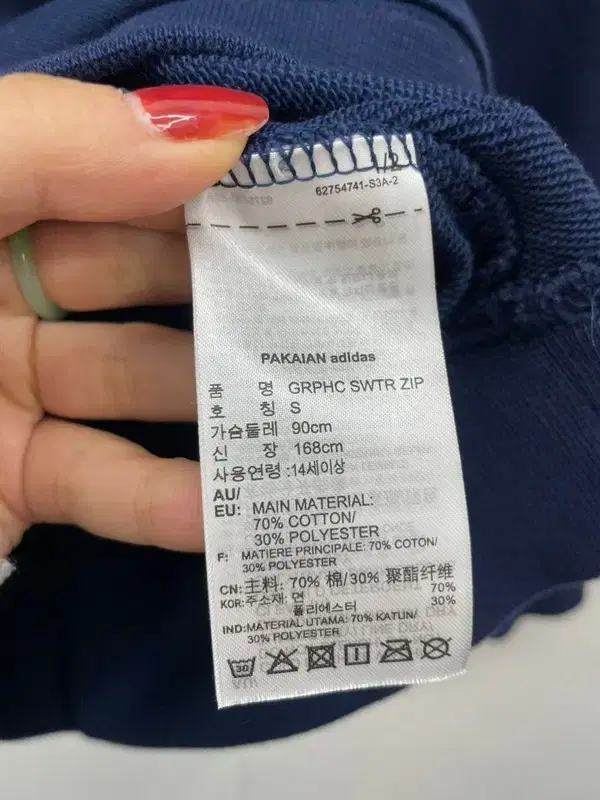 1/2
62754741-S3A-2
PAKAIAN adidas
품 명 GRPHC SWTR ZIP
호 칭 S
가슴둘레 90cm
신 장 168cm
사용연령 :14세이상
AU/
EU: MAIN MATERIAL:
70% COTTON/
30% POLYESTER
F: MATIERE PRINCIPALE: 70% COTON/
30% POLYESTER
CN: 主料: 70% 棉/30% 聚酯纤维
KOR: 주소재: 면 70%
폴리에스터 30%
IND: MATERIAL UTAMA: 70% KATUN/
30% POLYESTER
30